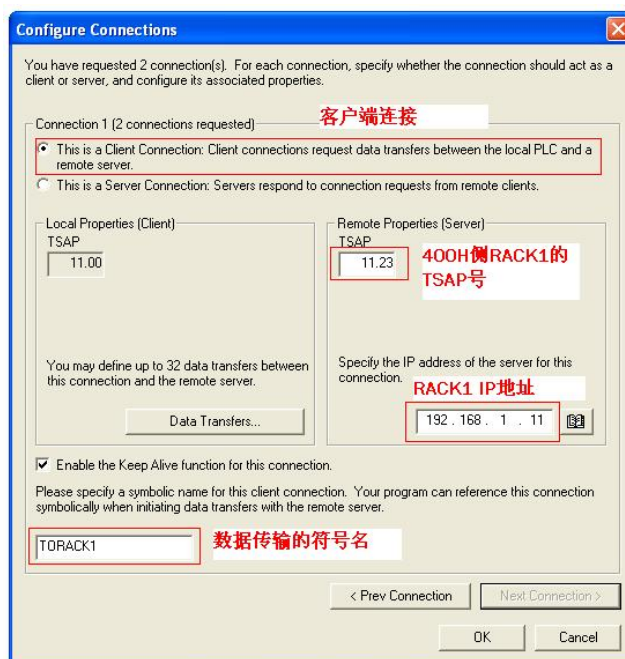 Configure Connections
You have requested 2 connection(s). For each connection, specify whether the connection should act as a
client or server, and configure its associated properties.
客户端连接
Connection 1 (2 connections requested)
This is a Client Connection: Client connections request data transfers between the local PLC and a
remote server.
This is a Server Connection: Servers respond to connection requests from remote clients.
Local Properties (Client)
TSAP
11.00
You may define up to 32 data transfers between
this connection and the remote server.
Data Transfers...
Remote Properties (Server)
TSAP
11.23
400H侧RACK1的
TSAP号
Specify the IP address of the server for this
connection.
RACK1 IP地址
192 . 168 . 1 . 11
Enable the Keep Alive function for this connection.
Please specify a symbolic name for this client connection. Your program can reference this connection
symbolically when initiating data transfers with the remote server.
TORACK1
数据传输的符号名
< Prev Connection
Next Connection >
OK
Cancel